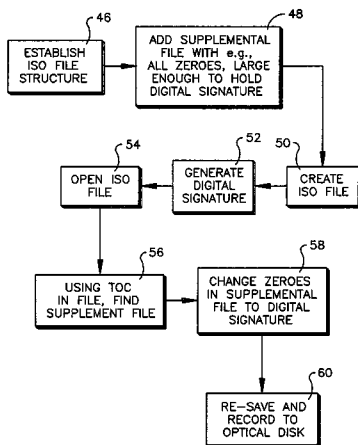 46
ESTABLISH
ISO FILE
STRUCTURE
48
ADD SUPPLEMENTAL
FILE WITH e.g.,
ALL ZEROES, LARGE
ENOUGH TO HOLD
DIGITAL SIGNATURE
50
CREATE
ISO FILE
52
GENERATE
DIGITAL
SIGNATURE
54
OPEN ISO
FILE
56
USING TOC
IN FILE, FIND
SUPPLEMENT FILE
58
CHANGE ZEROES
IN SUPPLEMENTAL
FILE TO DIGITAL
SIGNATURE
60
RE-SAVE AND
RECORD TO
OPTICAL DISK